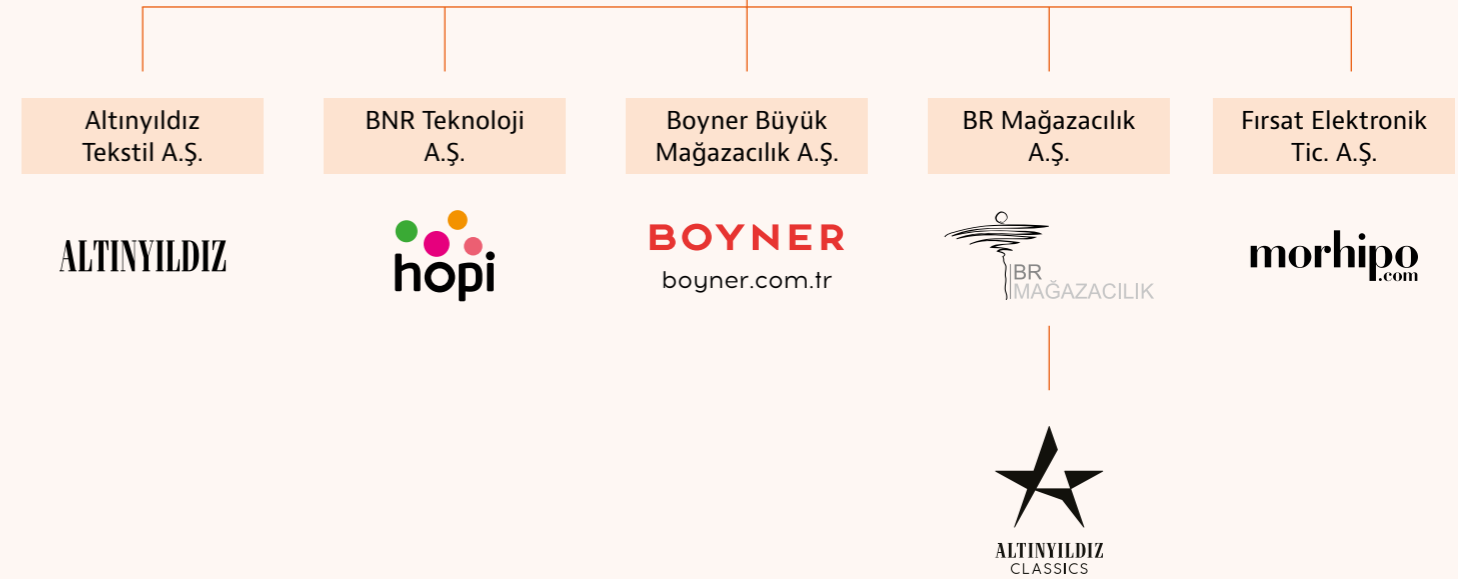 Altınyıldız
Tekstil A.Ş.
ALTINYILDIZ
BNR Teknoloji
A.Ş.
hopi
Boyner Büyük
Mağazacılık A.Ş.
BOYNER
boyner.com.tr
BR Mağazacılık
A.Ş.
BR
MAĞAZACILIK
ALTINYILDIZ
CLASSICS
Fırsat Elektronik
Tic. A.Ş.
morhipo
.com